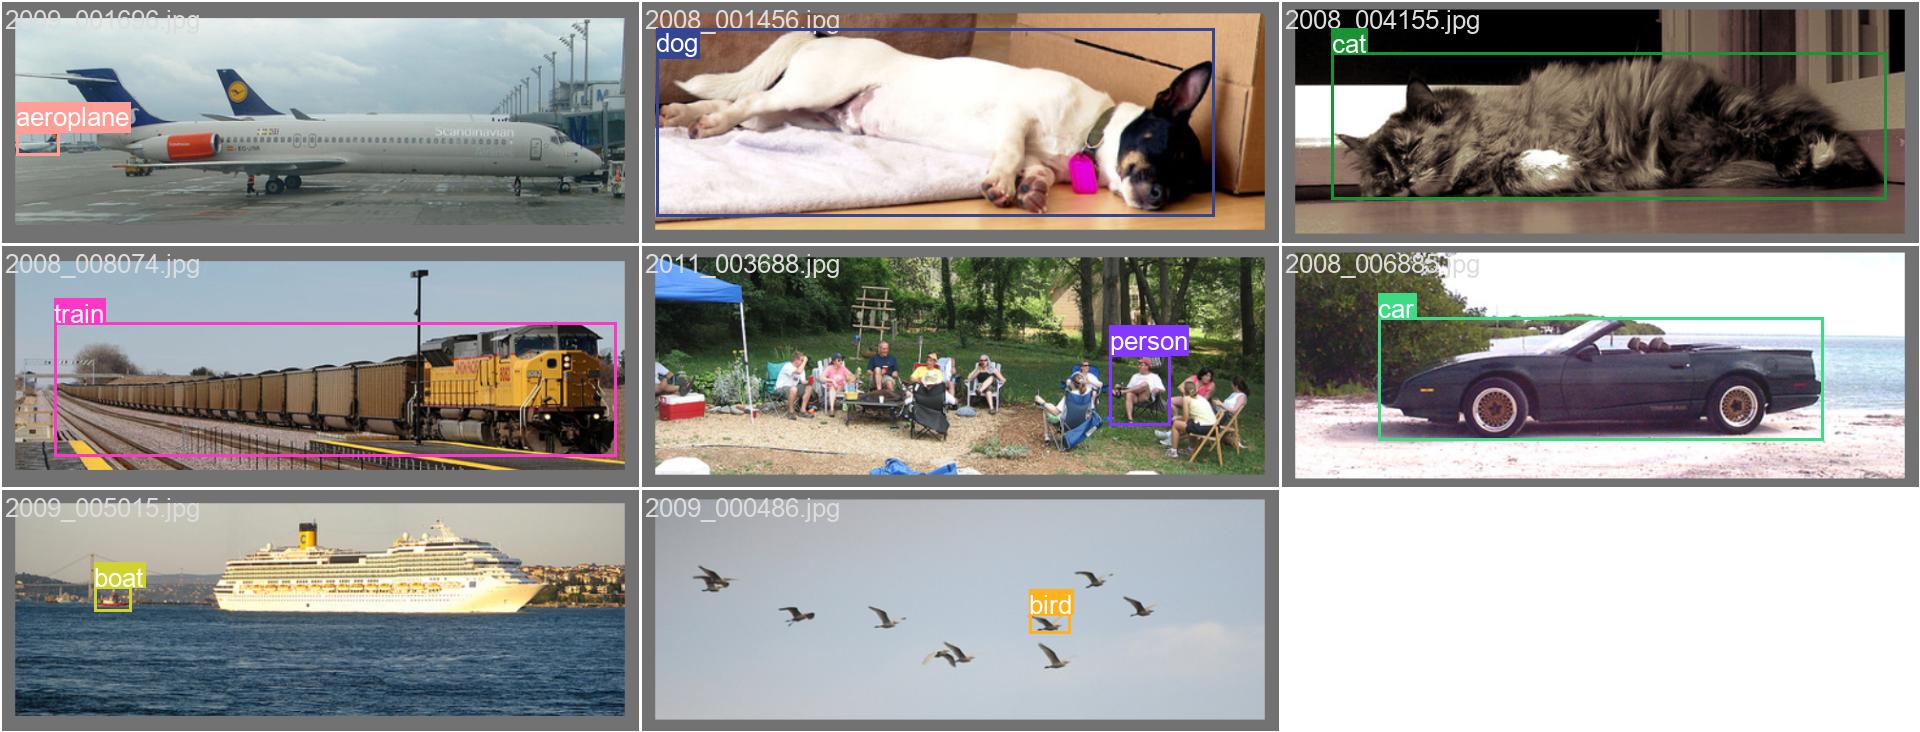 2009_001696.jpg
aeroplane
Scandinavian
2008_001456.jpg
dog
2008_004155.jpg
cat
2008_008074.jpg
train
2011_003688.jpg
person
2008_006885.jpg
car
2009_005015.jpg
C
boat
2009_000486.jpg
bird